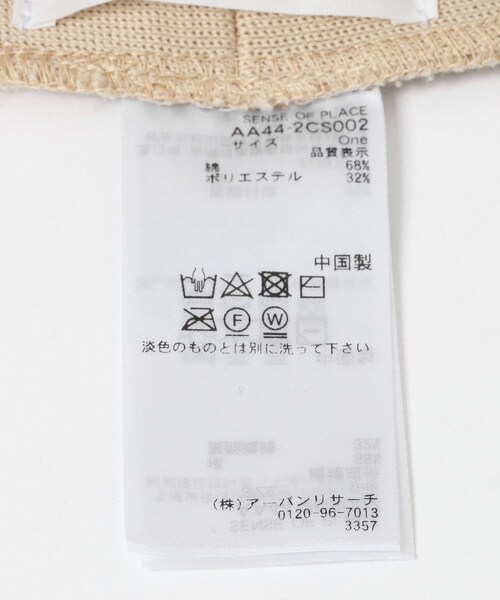 SENSE OF PLACE
AA44-2CS002
サイズ One
品質表示
綿 68%
ポリエステル 32%
中国製
F W
淡色のものとは別に洗って下さい
(株)アーバンリサーチ
0120-96-7013
3357